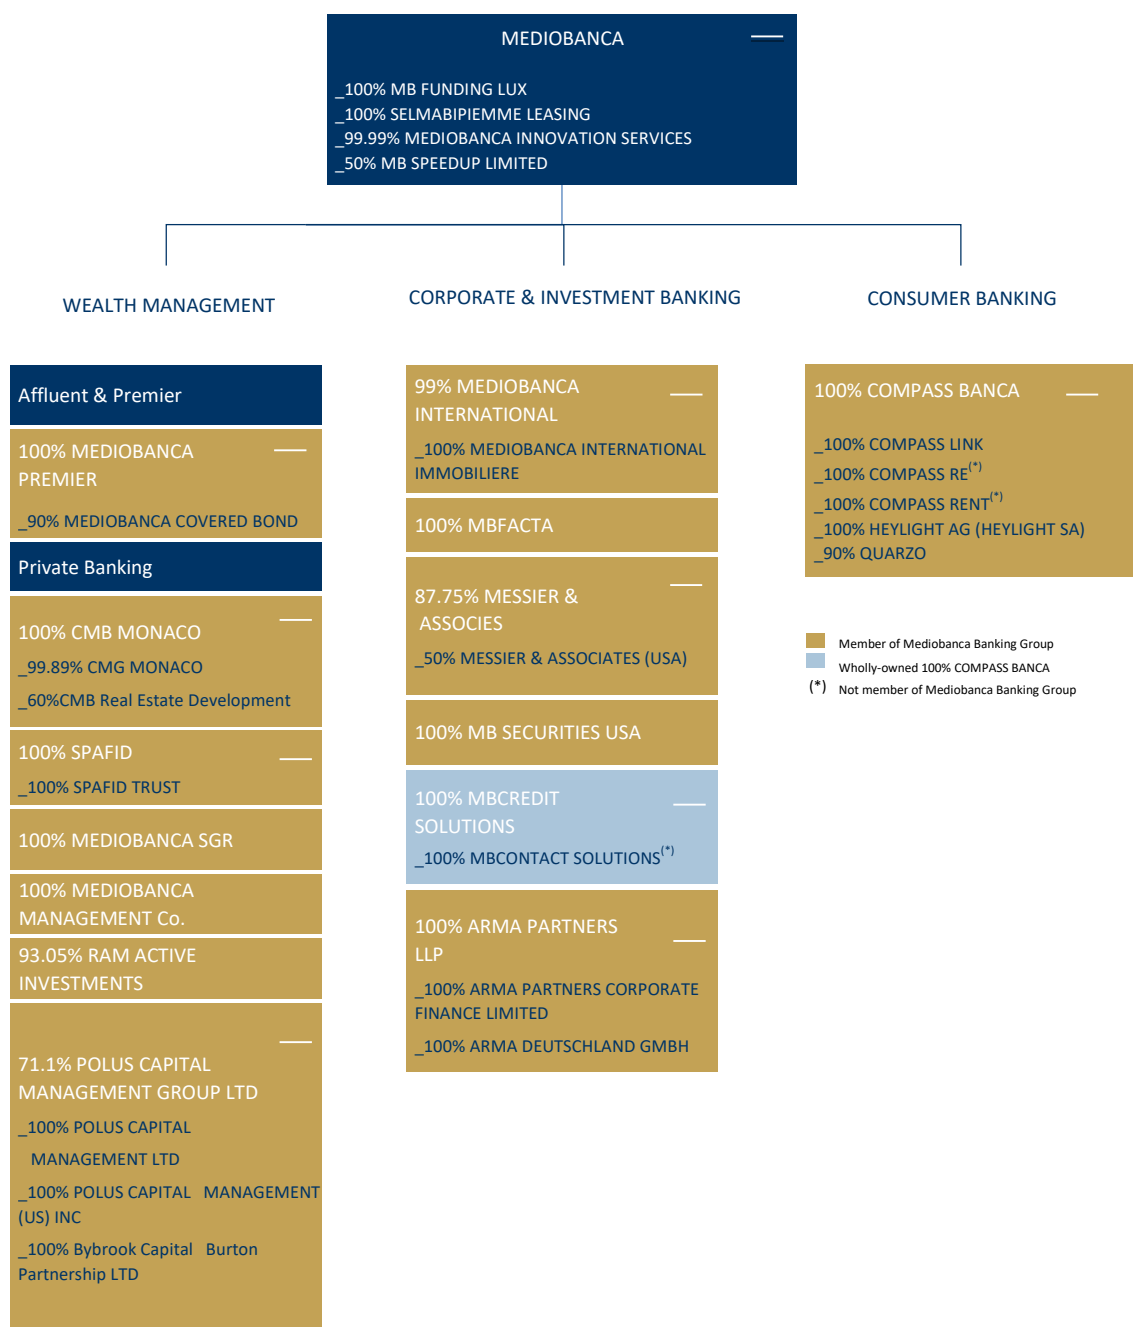 MEDIOBANCA
_100% MB FUNDING LUX
_100% SELMABIPIEMME LEASING
_99.99% MEDIOBANCA INNOVATION SERVICES
_50% MB SPEEDUP LIMITED
WEALTH MANAGEMENT
Affluent & Premier
100% MEDIOBANCA
PREMIER
_90% MEDIOBANCA COVERED BOND
Private Banking
100% CMB MONACO
_99.89% CMG MONACO
_60%CMB Real Estate Development
100% SPAFID
_100% SPAFID TRUST
100% MEDIOBANCA SGR
100% MEDIOBANCA
MANAGEMENT Co.
93.05% RAM ACTIVE
INVESTMENTS
71.1% POLUS CAPITAL
MANAGEMENT GROUP LTD
_100% POLUS CAPITAL
MANAGEMENT LTD
_100% POLUS CAPITAL MANAGEMENT
(US) INC
_100% Bybrook Capital Burton
Partnership LTD
CORPORATE & INVESTMENT BANKING
99% MEDIOBANCA
INTERNATIONAL
_100% MEDIOBANCA INTERNATIONAL
IMMOBILIERE
100% MBFACTA
87.75% MESSIER &
ASSOCIES
_50% MESSIER & ASSOCIATES (USA)
100% MB SECURITIES USA
100% MBCREDIT
SOLUTIONS
_100% MBCONTACT SOLUTIONS(*)
100% ARMA PARTNERS
LLP
_100% ARMA PARTNERS CORPORATE
FINANCE LIMITED
_100% ARMA DEUTSCHLAND GMBH
CONSUMER BANKING
100% COMPASS BANCA
_100% COMPASS LINK
_100% COMPASS RE(*)
_100% COMPASS RENT(*)
_100% HEYLIGHT AG (HEYLIGHT SA)
_90% QUARZO
Member of Mediobanca Banking Group
Wholly-owned 100% COMPASS BANCA
(*) Not member of Mediobanca Banking Group